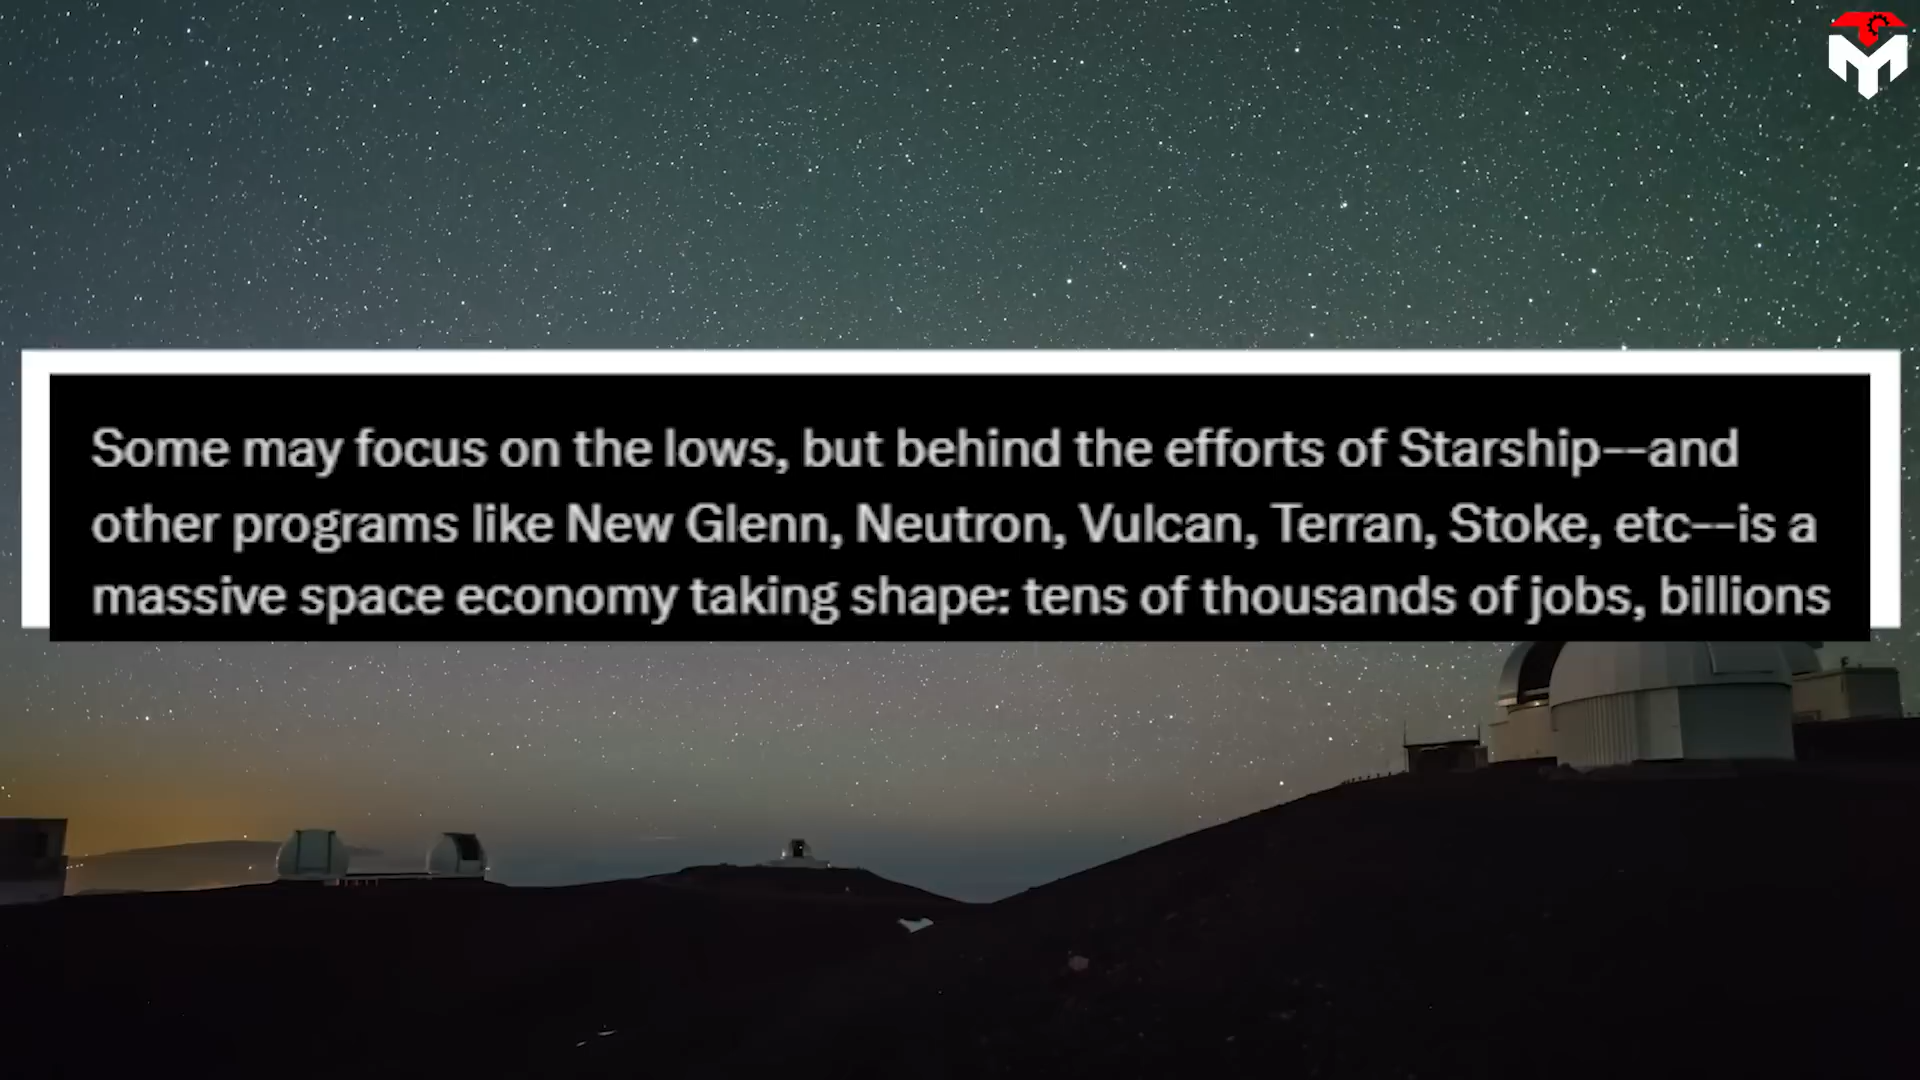 Some may focus on the lows, but behind the efforts of Starship--and
other programs like New Glenn, Neutron, Vulcan, Terran, Stoke, etc--is a
massive space economy taking shape: tens of thousands of jobs, billions